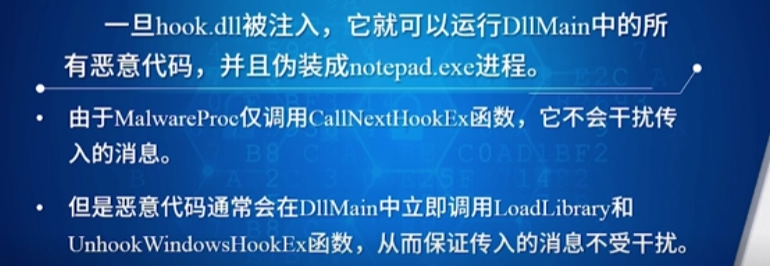 一旦hook.dll被注入，它就可以运行DllMain中的所
有恶意代码，并且伪装成notepad.exe进程。
• 由于MalwareProc仅调用CallNextHookEx函数，它不会干扰传
入的消息。
• 但是恶意代码通常会在DllMain中立即调用LoadLibrary和
UnhookWindowsHookEx函数，从而保证传入的消息不受干扰。